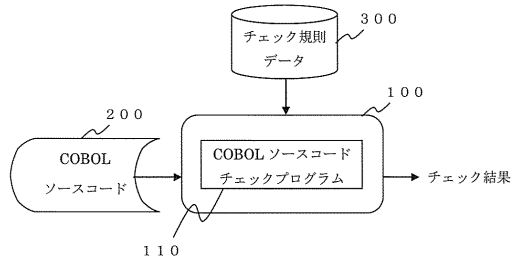 チェック規則
データ
３００
１００
２００
COBOL
ソースコード
COBOL ソースコード
チェックプログラム
チェック結果
１１０